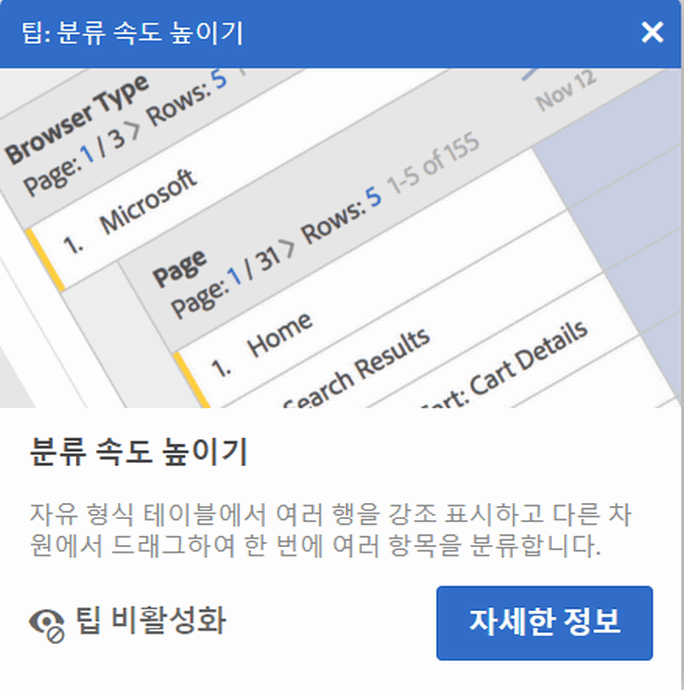 팁: 분류 속도 높이기
Browser Type
Page: 1 / 3 > Rows: 5
Nov 12
1. Microsoft
Page
Page: 1 / 31 > Rows: 5 1-5 of 155
1. Home
Search Results
Cart Details
분류 속도 높이기
자유 형식 테이블에서 여러 행을 강조 표시하고 다른 차
원에서 드래그하여 한 번에 여러 항목을 분류합니다.
팁 비활성화
자세한 정보